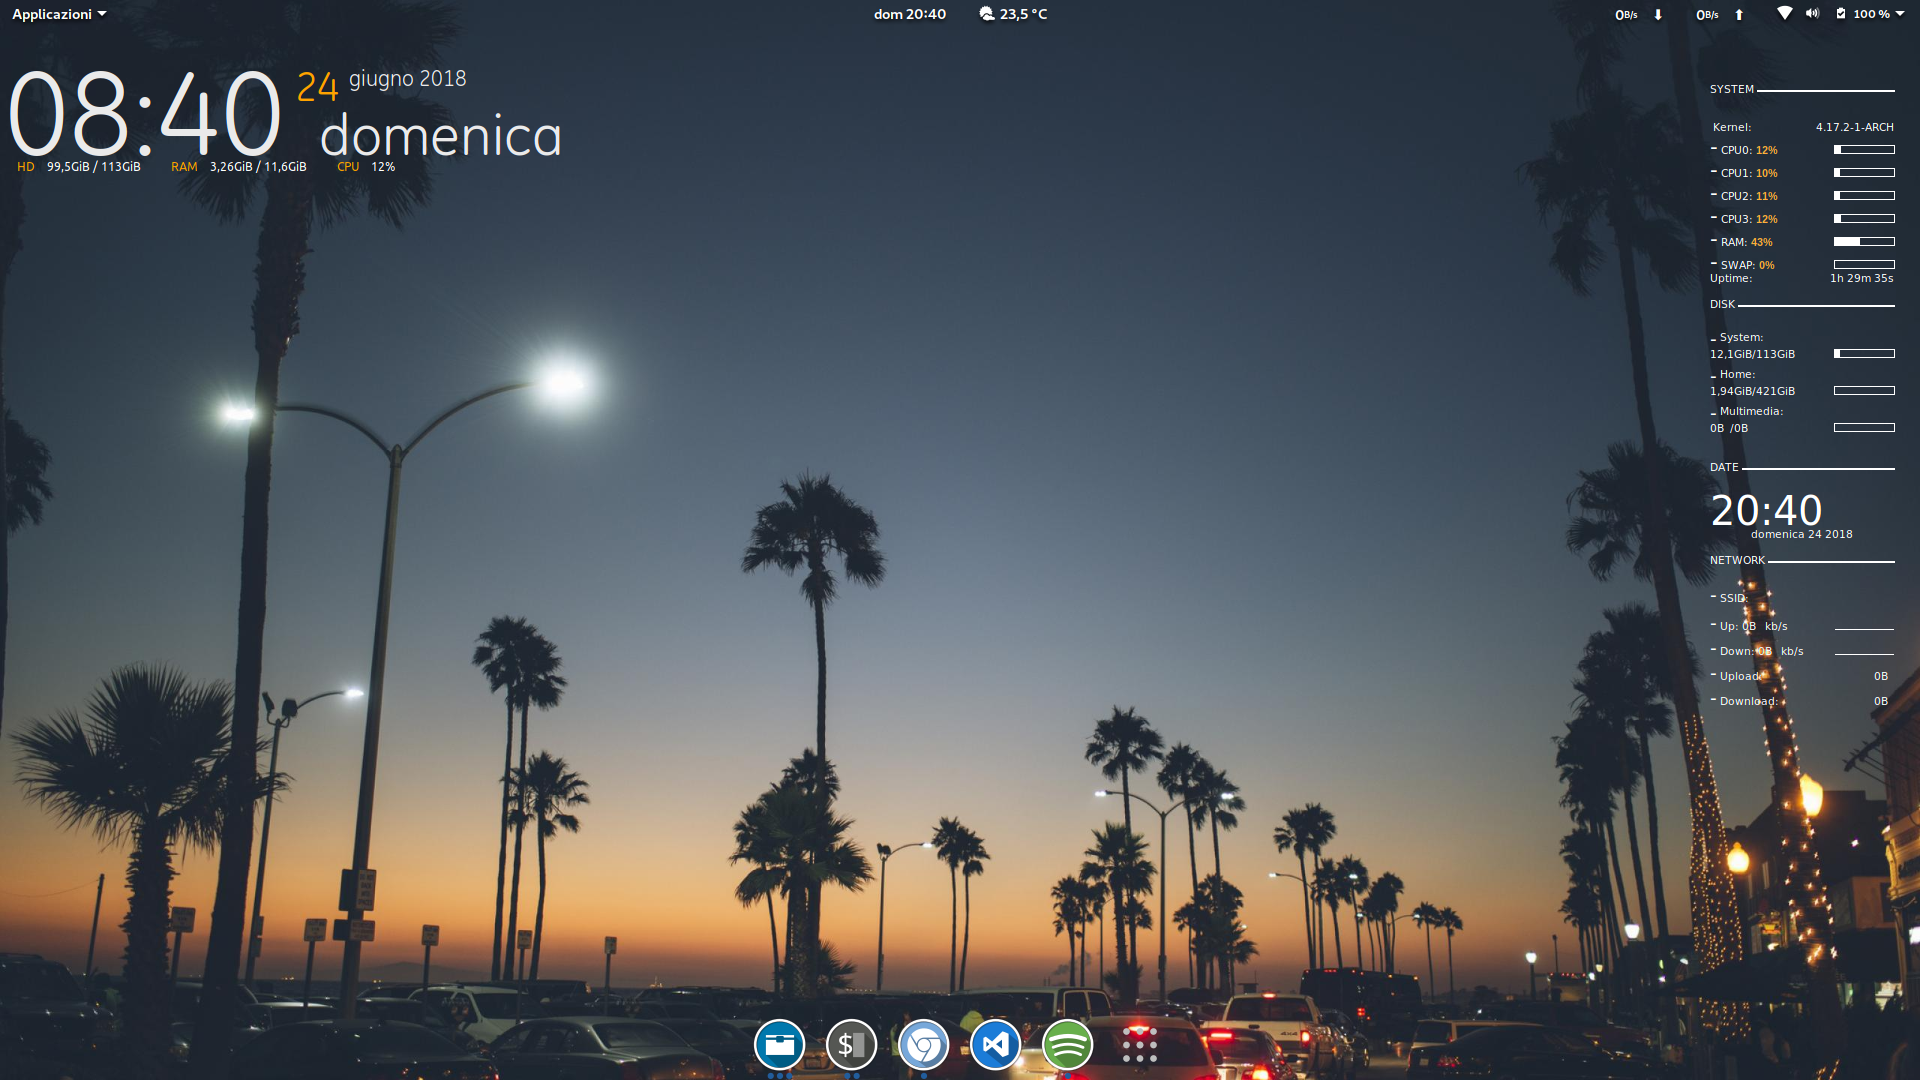 Applicazioni
dom 20:40 23,5 °C
0B/s 0B/s 100 %
08:40 24 giugno 2018
domenica
HD 99,5GiB / 113GiB RAM 3,26GiB / 11,6GiB CPU 12%
SYSTEM
Kernel: 4.17.2-1-ARCH
CPU0: 12%
CPU1: 10%
CPU2: 11%
CPU3: 12%
RAM: 43%
SWAP: 0%
Uptime: 1h 29m 35s
DISK
System:
12,1GiB/113GiB
Home:
1,94GiB/421GiB
Multimedia:
0B /0B
DATE
20:40
domenica 24 2018
NETWORK
SSID:
Up: 0B kb/s
Down: 0B kb/s
Upload: 0B
Download: 0B
$